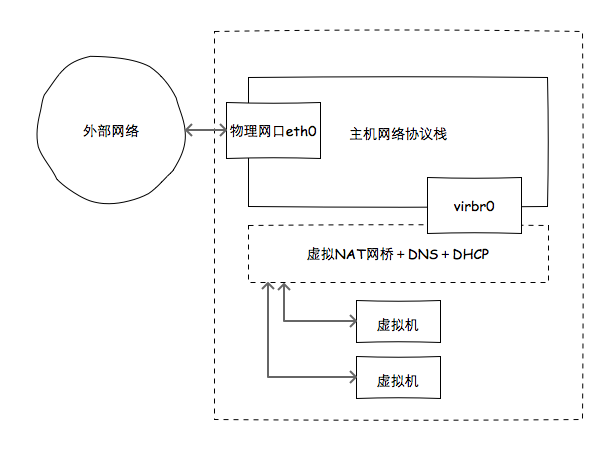 外部网络
物理网口eth0
主机网络协议栈
virbr0
虚拟NAT网桥＋DNS＋DHCP
虚拟机
虚拟机